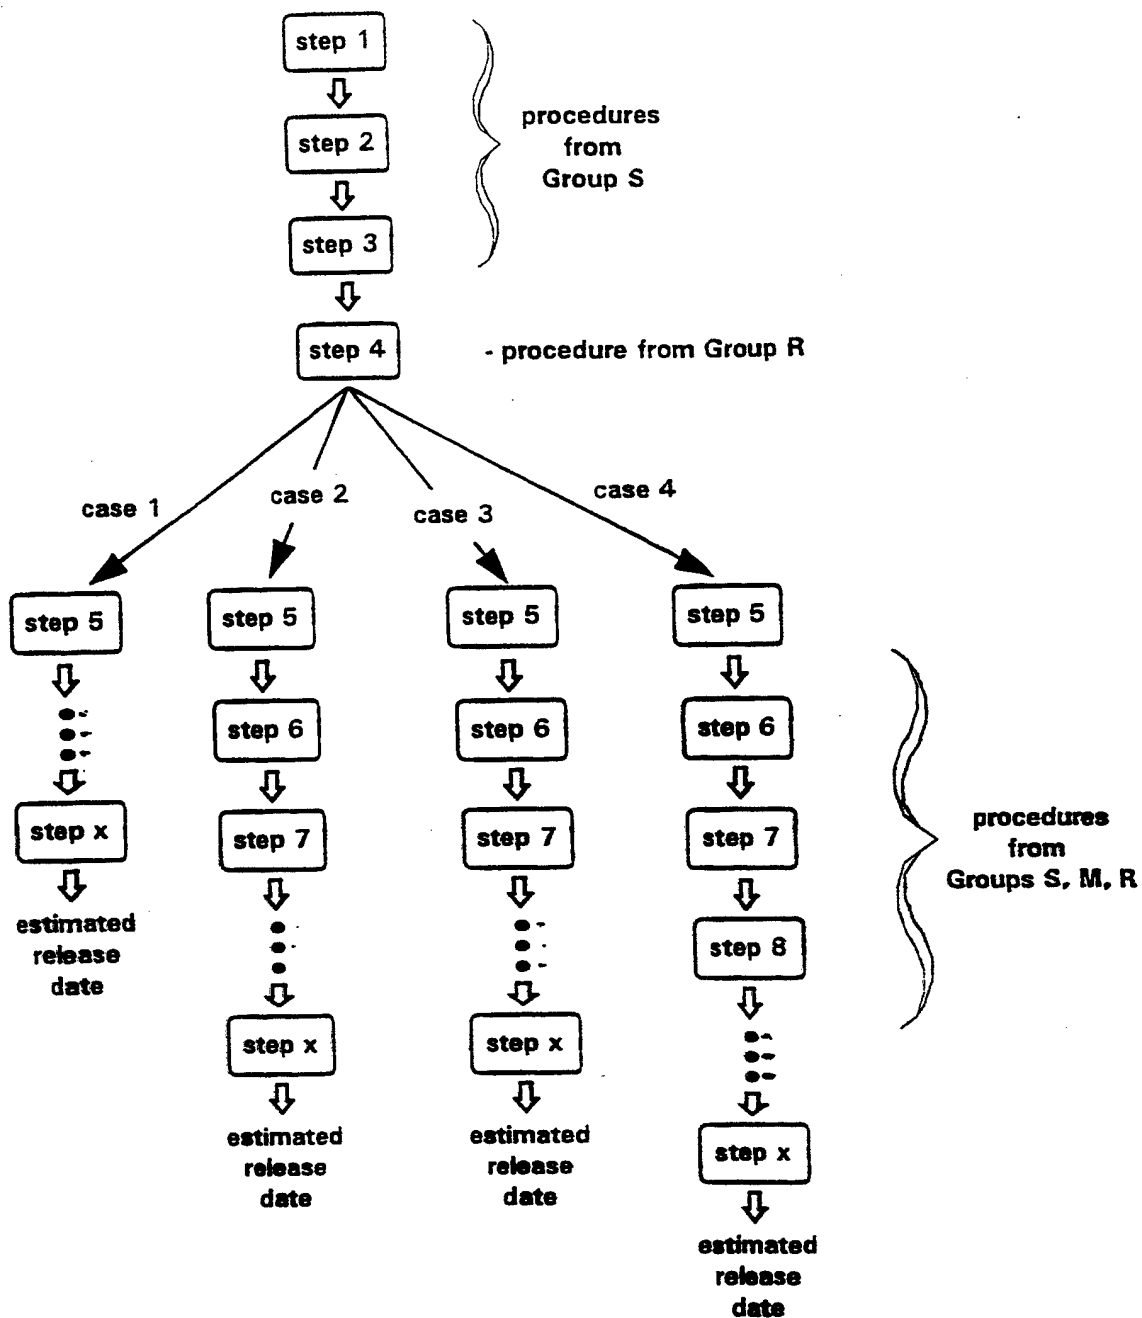 step 1
step 2
step 3
procedures
from
Group S
step 4
- procedure from Group R
case 1
case 2
case 3
case 4
step 5
step x
estimated
release
date
step 5
step 6
step 7
step x
estimated
release
date
step 5
step 6
step 7
step x
estimated
release
date
step 5
step 6
step 7
step 8
step x
estimated
release
date
procedures
from
Groups S, M, R